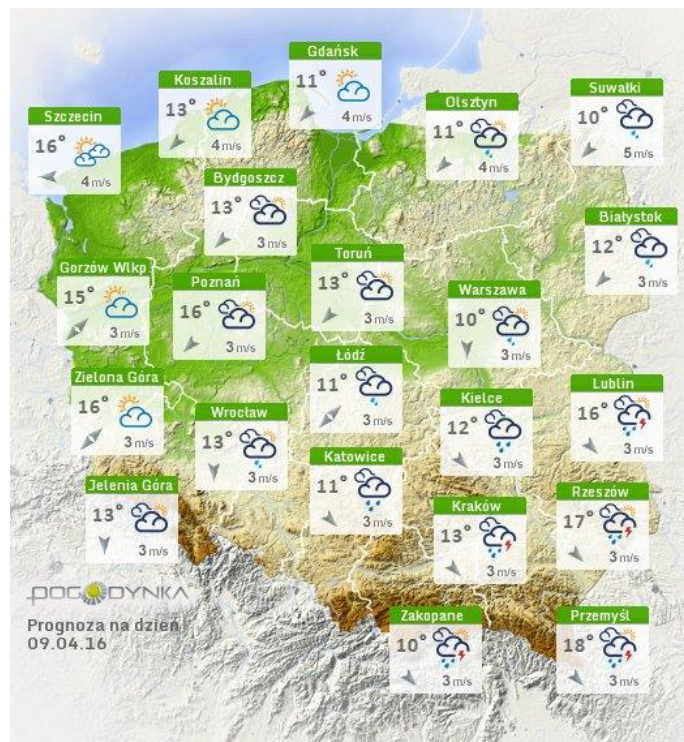 Gdańsk
11°
4 m/s
Koszalin
13°
4 m/s
Suwałki
10°
5 m/s
Olsztyn
11°
4 m/s
Szczecin
16°
4 m/s
Bydgoszcz
13°
3 m/s
Białystok
12°
3 m/s
Toruń
13°
3 m/s
Gorzów Wlkp
15°
3 m/s
Poznań
16°
3 m/s
Warszawa
10°
3 m/s
Łódź
11°
3 m/s
Zielona Góra
16°
3 m/s
Lublin
16°
3 m/s
Kielce
12°
3 m/s
Wrocław
13°
3 m/s
Katowice
11°
3 m/s
Jelenia Góra
13°
3 m/s
Rzeszów
17°
3 m/s
Kraków
13°
3 m/s
POGODYNKA
Prognoza na dzień
09.04.16
Zakopane
10°
3 m/s
Przemyśl
18°
3 m/s